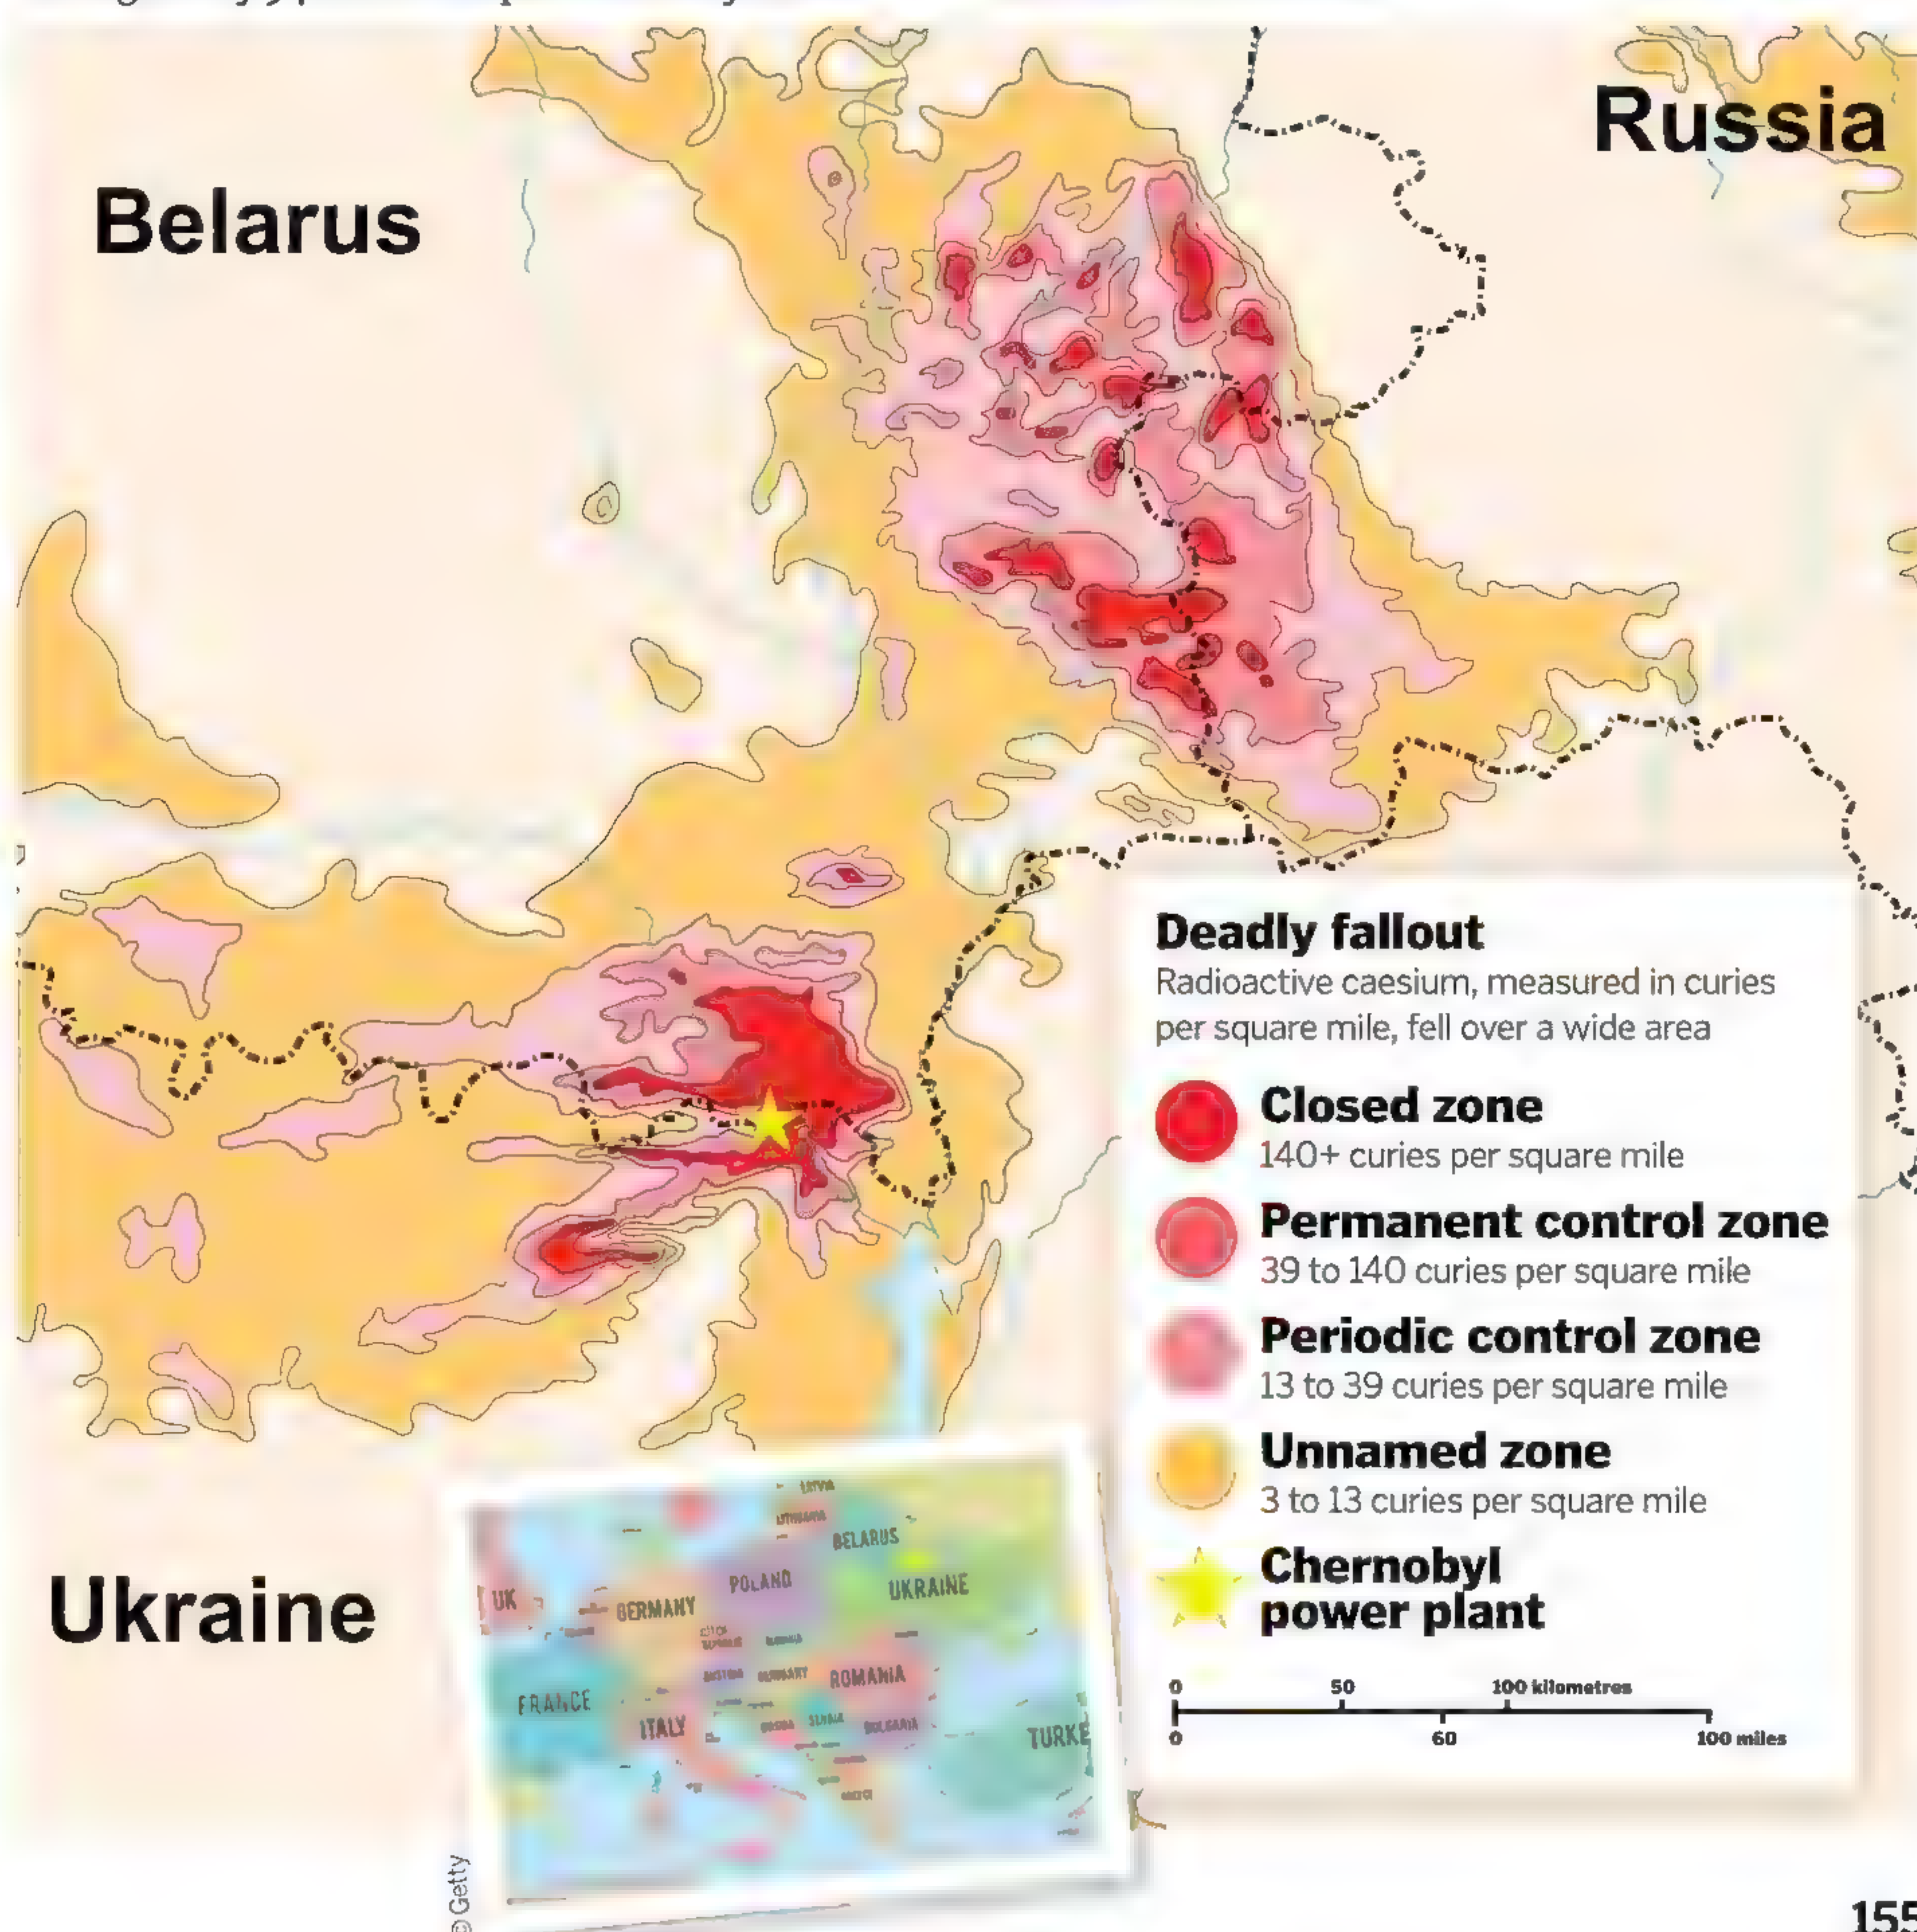 Belarus
Russia
Ukraine
Deadly fallout
Radioactive caesium, measured in curies
per square mile, fell over a wide area
Closed zone
140+ curies per square mile
Permanent control zone
39 to 140 curies per square mile
Periodic control zone
13 to 39 curies per square mile
Unnamed zone
3 to 13 curies per square mile
Chernobyl
power plant
0 50 100 kilometres
0 60 100 miles
LATVIA
LITHUANIA
BELARUS
UK
GERMANY
POLAND
UKRAINE
FRANCE
ITALY
ROMANIA
BULGARIA
TURKE
© Getty
155